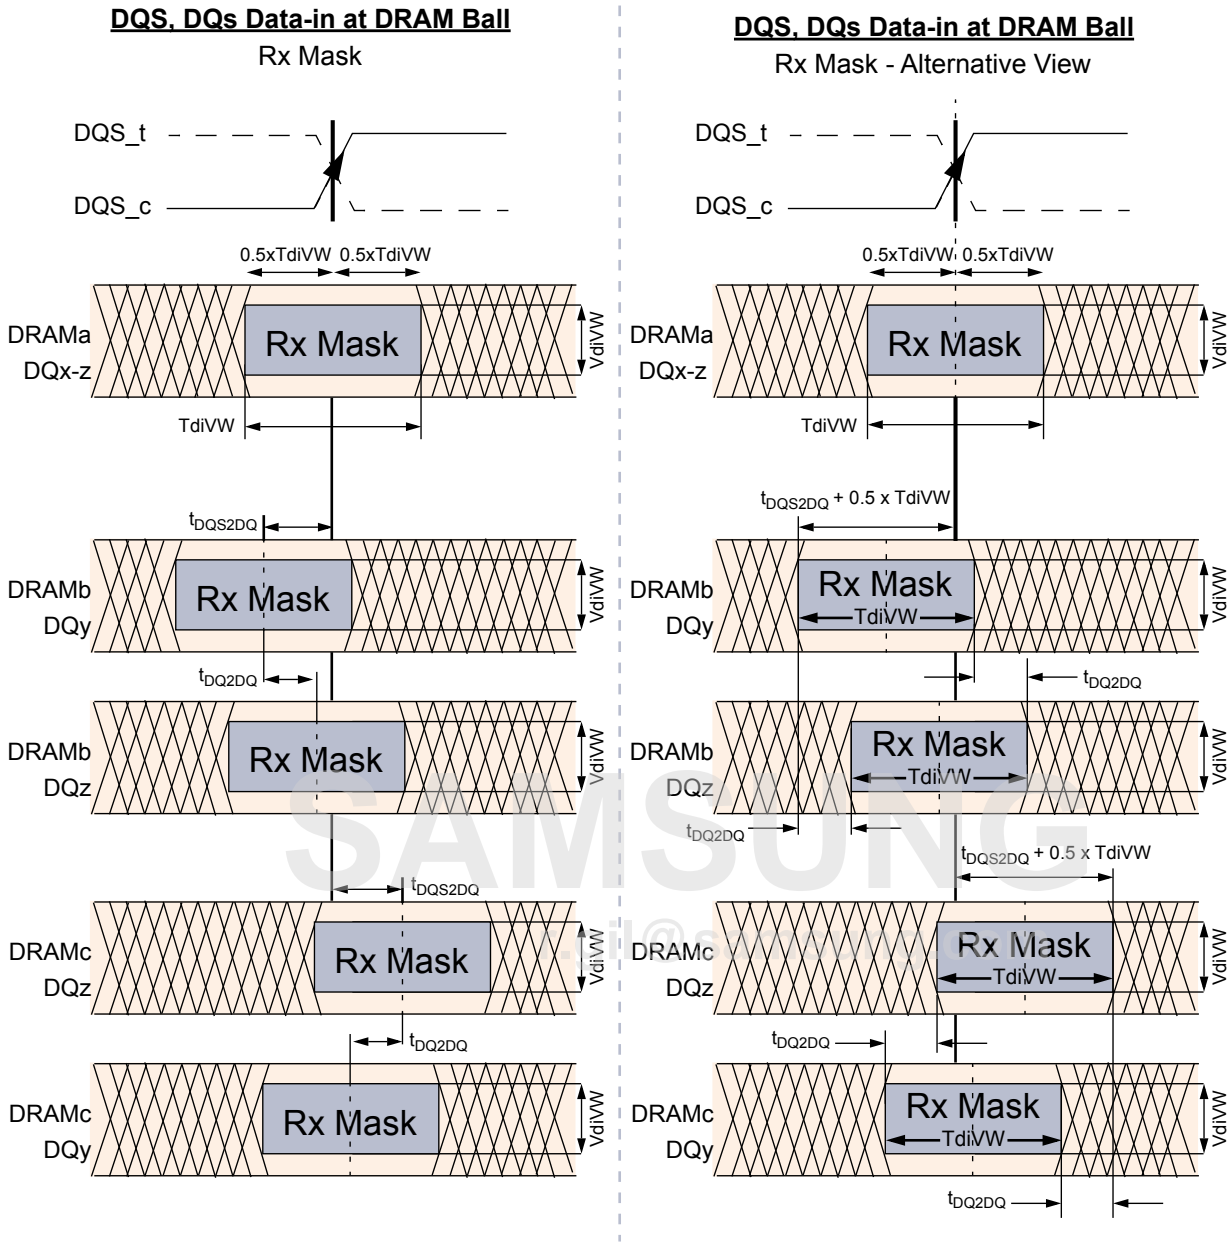 DQS, DQs Data-in at DRAM Ball
Rx Mask
DQS_t
DQS_c
0.5xTdiVW 0.5xTdiVW
DRAMa
DQx-z
Rx Mask
VdiVW
TdiVW
tDQS2DQ
DRAMb
DQy
Rx Mask
VdiVW
tDQ2DQ
DRAMb
DQz
Rx Mask
VdiVW
tDQS2DQ
DRAMc
DQz
Rx Mask
VdiVW
tDQ2DQ
DRAMc
DQy
Rx Mask
VdiVW
DQS, DQs Data-in at DRAM Ball
Rx Mask - Alternative View
DQS_t
DQS_c
0.5xTdiVW 0.5xTdiVW
DRAMa
DQx-z
Rx Mask
VdiVW
TdiVW
tDQS2DQ + 0.5 x TdiVW
DRAMb
DQy
Rx Mask
TdiVW
VdiVW
tDQ2DQ
DRAMb
DQz
Rx Mask
TdiVW
VdiVW
tDQ2DQ
tDQS2DQ + 0.5 x TdiVW
DRAMc
DQz
Rx Mask
TdiVW
VdiVW
tDQ2DQ
DRAMc
DQy
Rx Mask
TdiVW
VdiVW
tDQ2DQ
SAMSUNG
r.gil@samsung.com